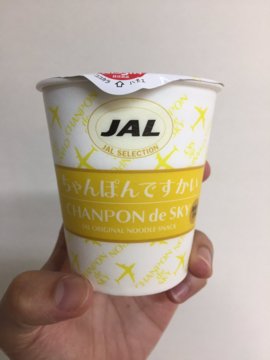 JAL
JAL SELECTION
ちゃんぽんですかい
CHANPON de SKY
JAL ORIGINAL NOODLE SNACK